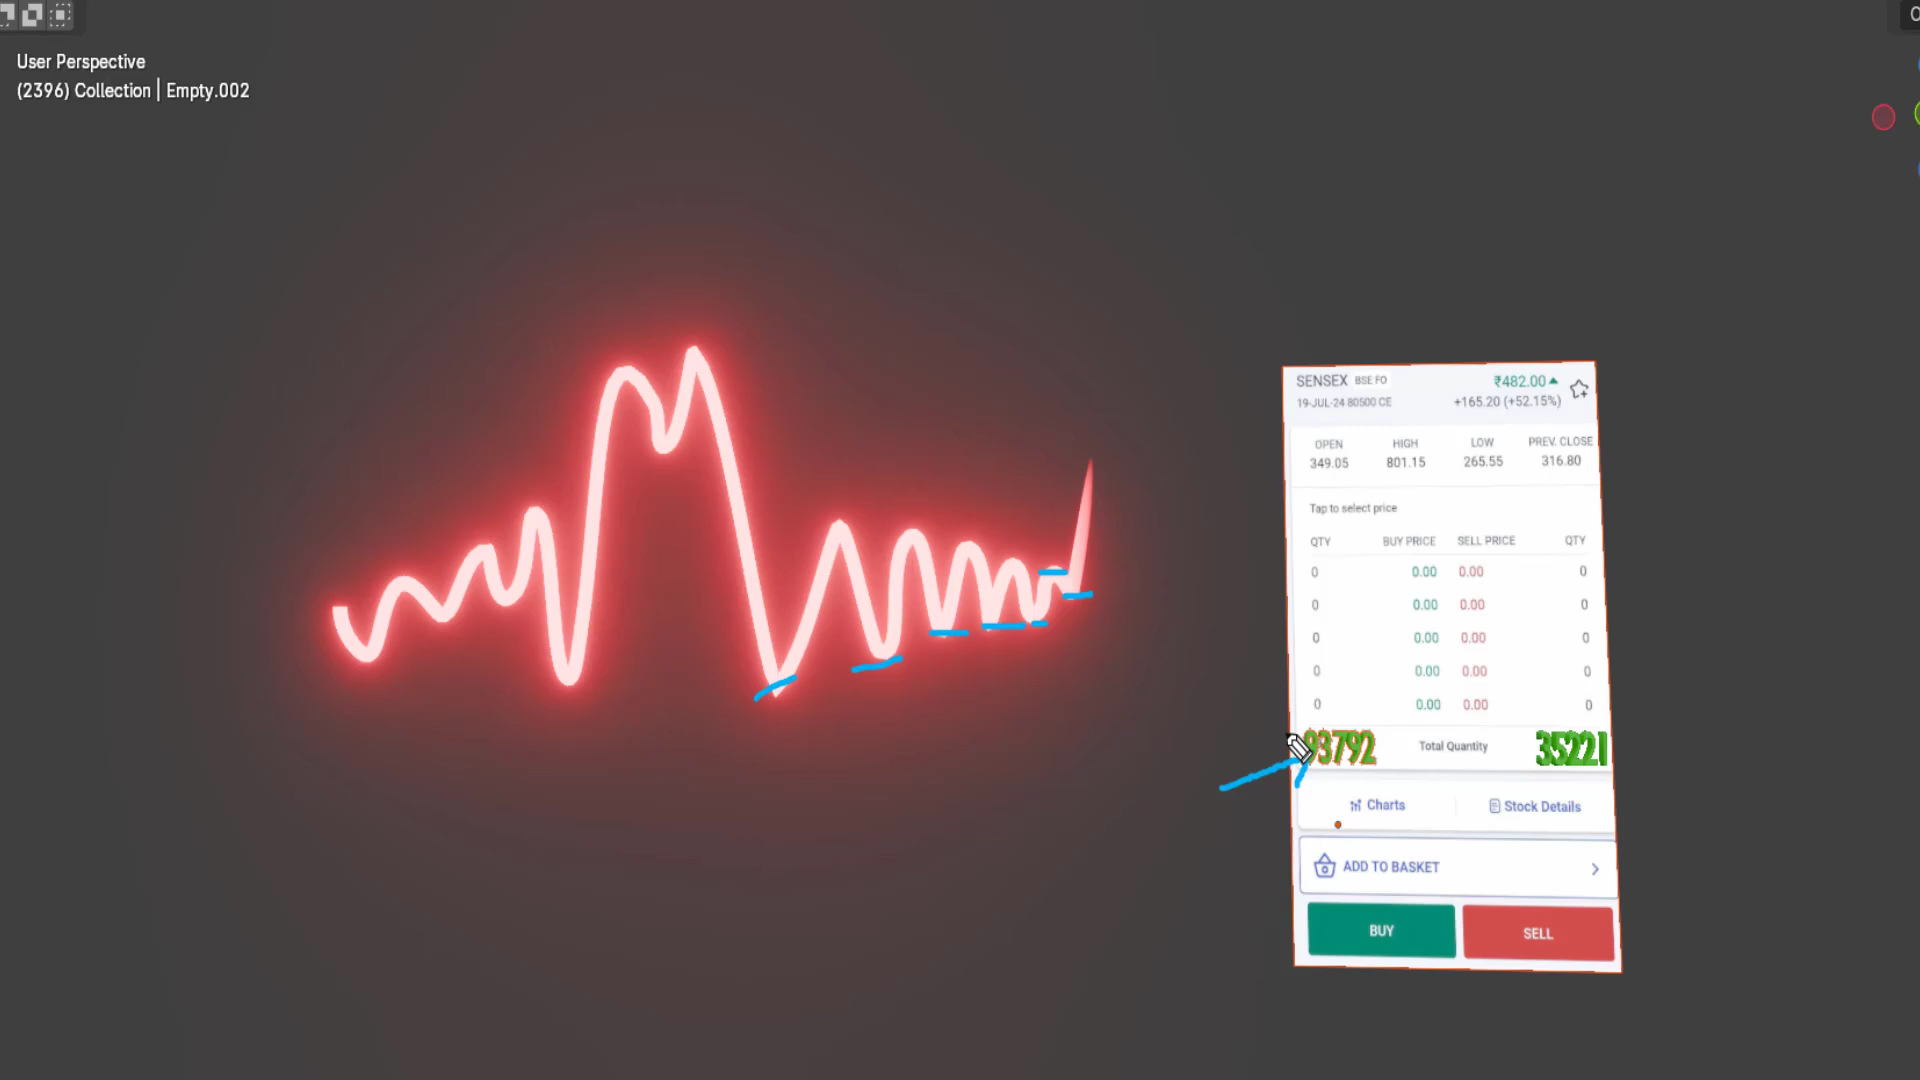 User Perspective
(2396) Collection | Empty.002
SENSEX BSE FO ₹482.00
19-JUL-24 80500 CE +165.20 (+52.15%)
OPEN HIGH LOW PREV. CLOSE
349.05 801.15 265.55 316.80
Tap to select price
QTY BUY PRICE SELL PRICE QTY
0 0.00 0.00 0
0 0.00 0.00 0
0 0.00 0.00 0
0 0.00 0.00 0
0 0.00 0.00 0
Total Quantity 35221
Charts Stock Details
ADD TO BASKET
BUY SELL